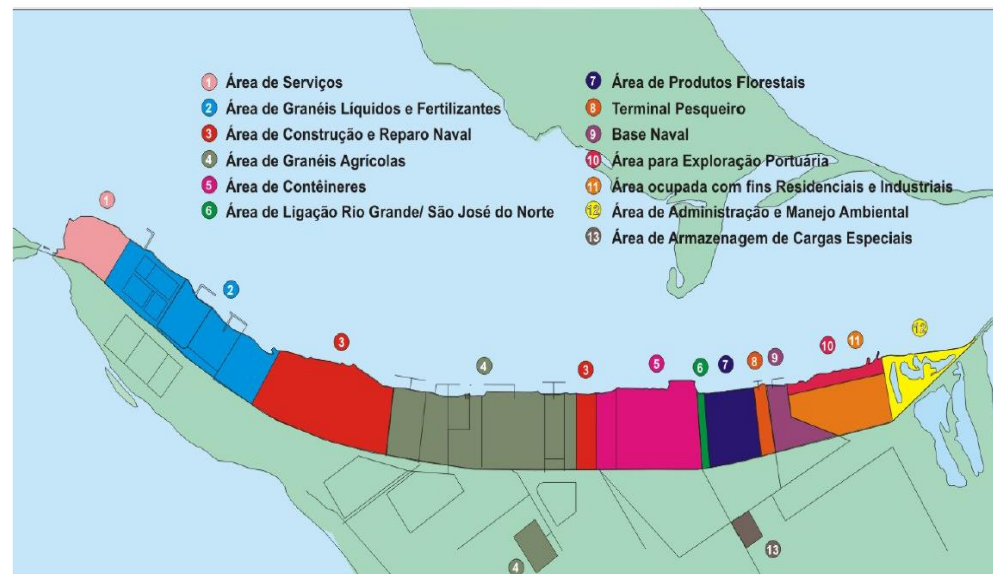 1 Área de Serviços
2 Área de Granéis Líquidos e Fertilizantes
3 Área de Construção e Reparo Naval
4 Área de Granéis Agrícolas
5 Área de Contêineres
6 Área de Ligação Rio Grande/ São José do Norte
7 Área de Produtos Florestais
8 Terminal Pesqueiro
9 Base Naval
10 Área para Exploração Portuária
11 Área ocupada com fins Residenciais e Industriais
12 Área de Administração e Manejo Ambiental
13 Área de Armazenagem de Cargas Especiais
1
2
3
4
3
5
6
7
8
9
10
11
12
4
13